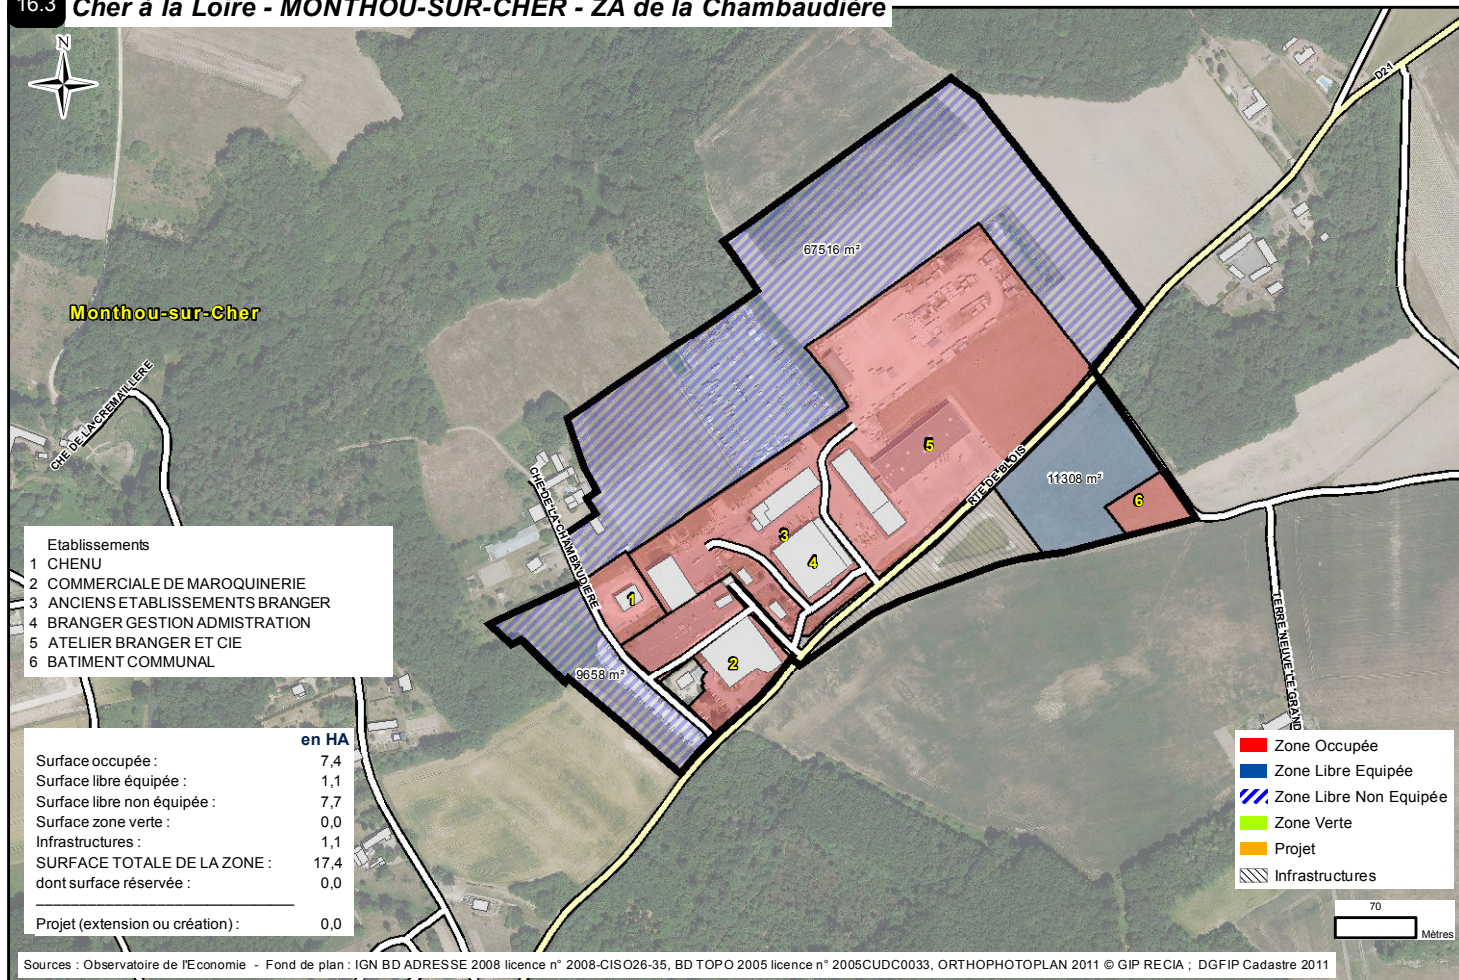 16.3 Cher à la Loire - MONTHOU-SUR-CHER - ZA de la Chambaudière
N
D21
67516 m²
Monthou-sur-Cher
CHE DE LA CREMAILLERE
CHE DE LA CHAMBAUDIERE
RTE DE BLOIS
11308 m²
5
6
3
4
1
2
9658 m²
TERRE NEUVE LE GRAND
Etablissements
1 CHENU
2 COMMERCIALE DE MAROQUINERIE
3 ANCIENS ETABLISSEMENTS BRANGER
4 BRANGER GESTION ADMISTRATION
5 ATELIER BRANGER ET CIE
6 BATIMENT COMMUNAL
en HA
Surface occupée : 7,4
Surface libre équipée : 1,1
Surface libre non équipée : 7,7
Surface zone verte : 0,0
Infrastructures : 1,1
SURFACE TOTALE DE LA ZONE : 17,4
dont surface réservée : 0,0
Projet (extension ou création) : 0,0
Zone Occupée
Zone Libre Equipée
Zone Libre Non Equipée
Zone Verte
Projet
Infrastructures
70
Mètres
Sources : Observatoire de l'Economie - Fond de plan : IGN BD ADRESSE 2008 licence n° 2008-CISO26-35, BD TOPO 2005 licence n° 2005CUDC0033, ORTHOPHOTOPLAN 2011 © GIP RECIA ; DGFIP Cadastre 2011